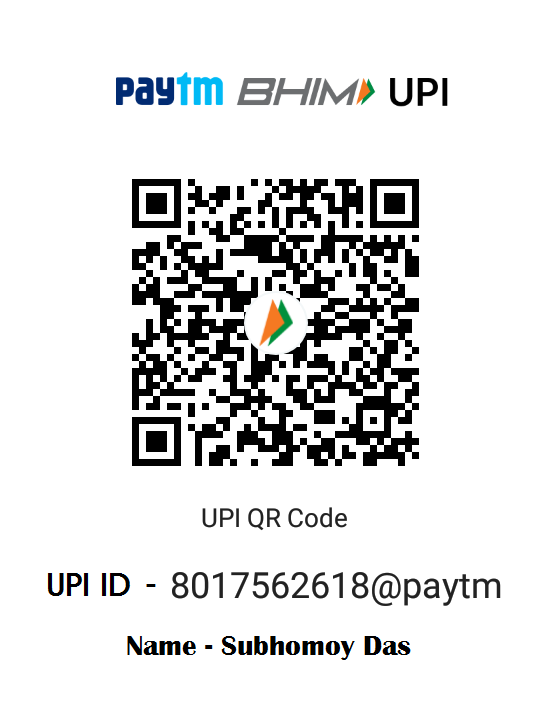 paytm BHIM UPI
UPI QR Code
UPI ID - 8017562618@paytm
Name - Subhomoy Das